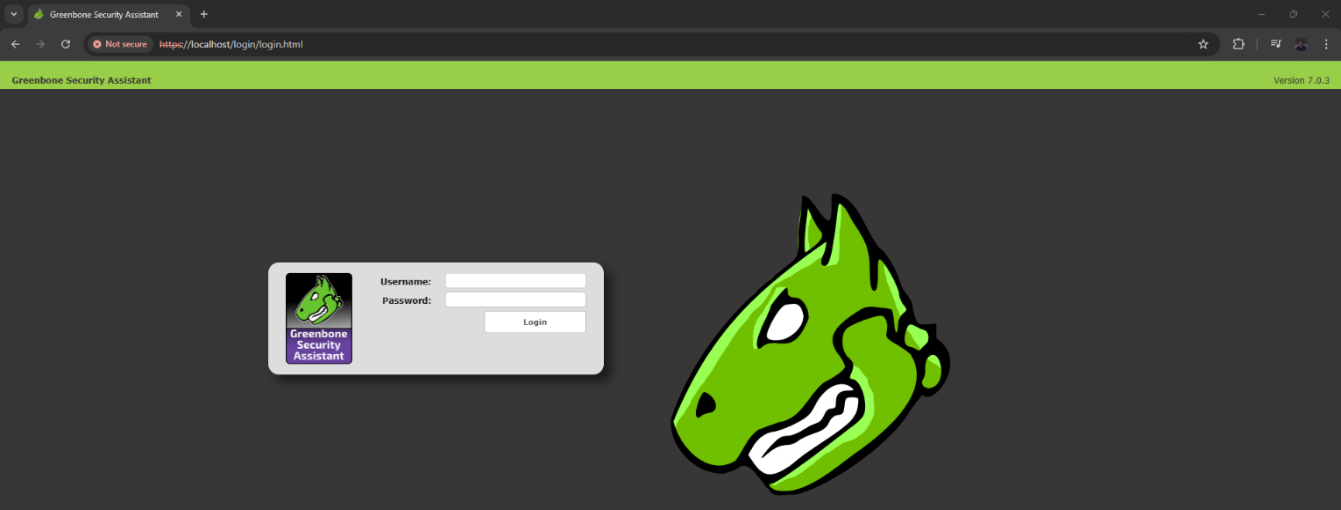 Greenbone Security Assistant
Not secure https://localhost/login/login.html
Greenbone Security Assistant
Version 7.0.3
Greenbone
Security
Assistant
Username:
Password:
Login